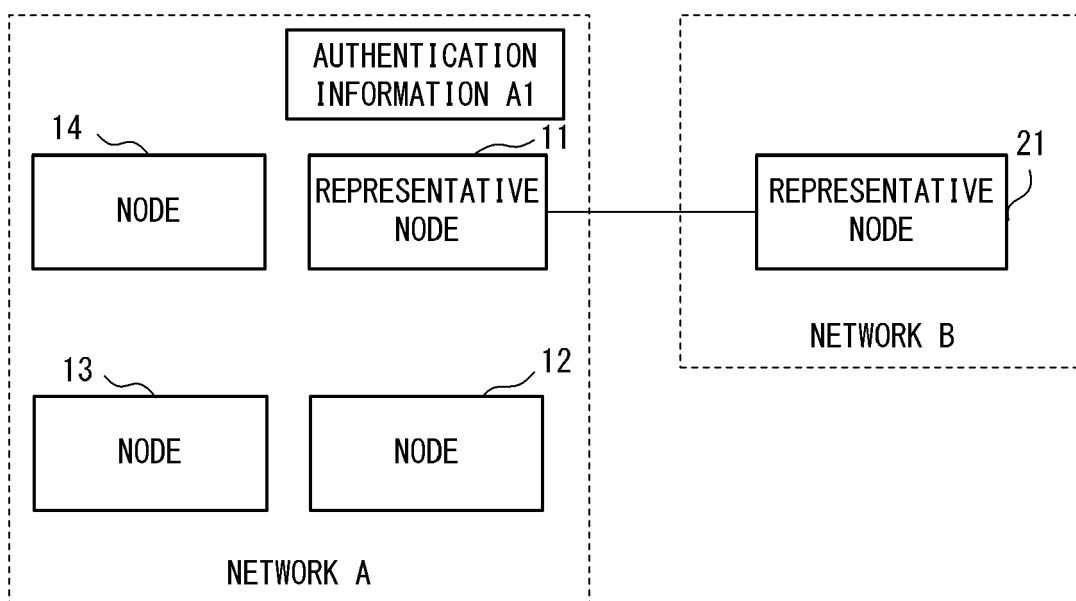 AUTHENTICATION
INFORMATION A1
14
11
21
NODE
REPRESENTATIVE
NODE
REPRESENTATIVE
NODE
NETWORK B
13
12
NODE
NODE
NETWORK A